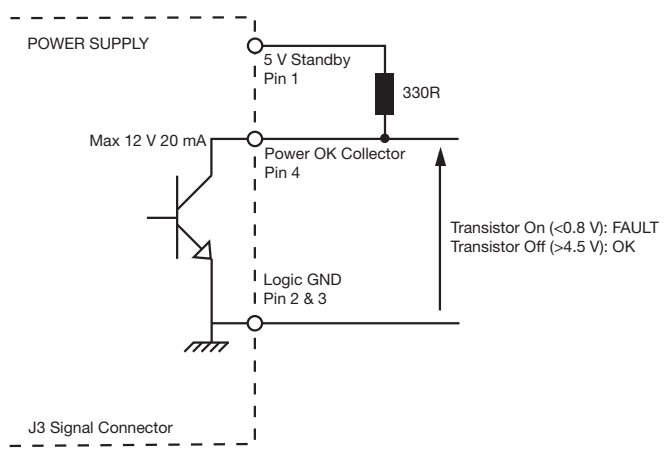 POWER SUPPLY
5 V Standby
Pin 1
330R
Max 12 V 20 mA
Power OK Collector
Pin 4
Transistor On (<0.8 V): FAULT
Transistor Off (>4.5 V): OK
Logic GND
Pin 2 & 3
J3 Signal Connector